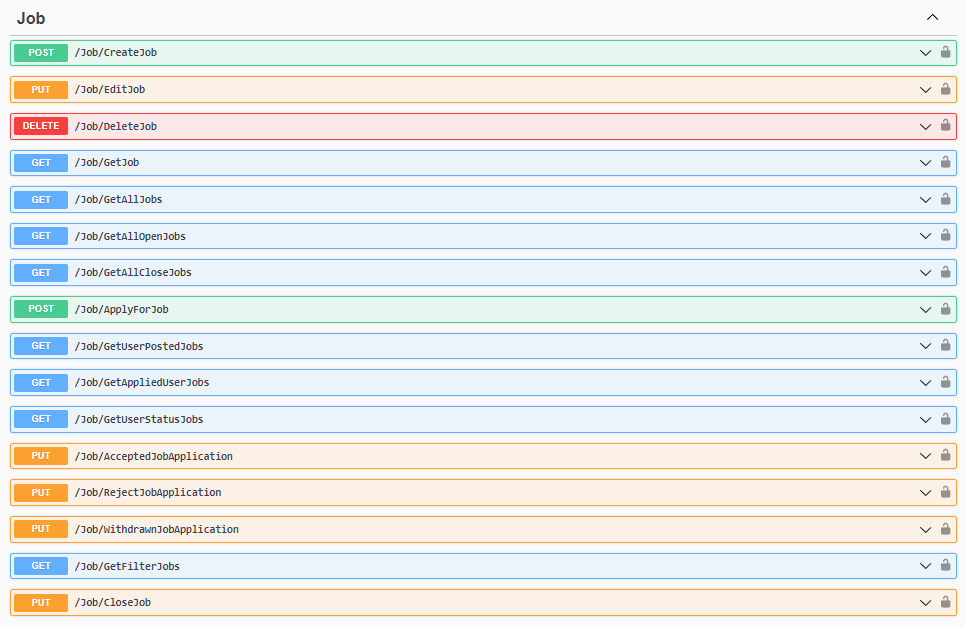 Job
POST /Job/CreateJob
PUT /Job/EditJob
DELETE /Job/DeleteJob
GET /Job/GetJob
GET /Job/GetAllJobs
GET /Job/GetAllOpenJobs
GET /Job/GetAllCloseJobs
POST /Job/ApplyForJob
GET /Job/GetUserPostedJobs
GET /Job/GetAppliedUserJobs
GET /Job/GetUserStatusJobs
PUT /Job/AcceptedJobApplication
PUT /Job/RejectJobApplication
PUT /Job/WithdrawnJobApplication
GET /Job/GetFilterJobs
PUT /Job/CloseJob